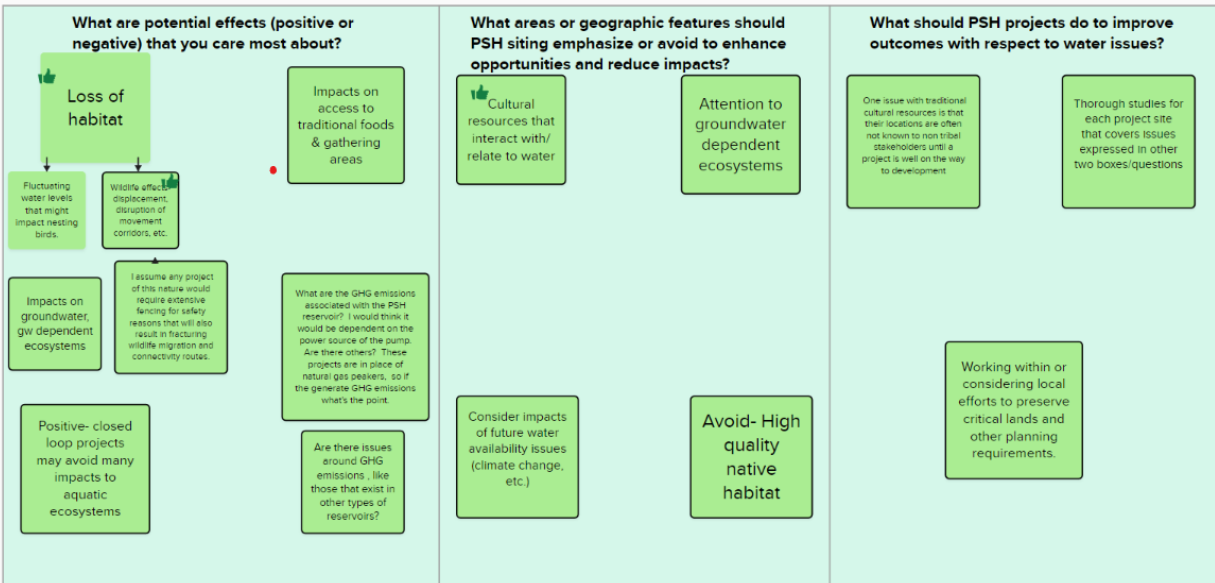 What are potential effects (positive or
negative) that you care most about?
Loss of
habitat
Impacts on
access to
traditional foods
& gathering
areas
Fluctuating
water levels
that might
impact nesting
birds.
Wildlife effects-
displacement,
disruption of
movement
corridors, etc.
Impacts on
groundwater,
gw dependent
ecosystems
I assume any project
of this nature would
require extensive
fencing for safety
reasons that will also
result in fracturing
wildlife migration and
connectivity routes.
What are the GHG emissions
associated with the PSH
reservoir? I would think it
would be dependent on the
power source of the pump.
Are there others? These
projects are in place of
natural gas peakers, so if
the generate GHG emissions
what's the point.
Positive- closed
loop projects
may avoid many
impacts to
aquatic
ecosystems
Are there issues
around GHG
emissions , like
those that exist in
other types of
reservoirs?
What areas or geographic features should
PSH siting emphasize or avoid to enhance
opportunities and reduce impacts?
Cultural
resources that
interact with/
relate to water
Attention to
groundwater
dependent
ecosystems
Consider impacts
of future water
availability issues
(climate change,
etc.)
Avoid- High
quality
native
habitat
What should PSH projects do to improve
outcomes with respect to water issues?
One issue with traditional
cultural resources is that
their locations are often
not known to non tribal
stakeholders until a
project is well on the way
to development
Thorough studies for
each project site
that covers issues
expressed in other
two boxes/questions
Working within or
considering local
efforts to preserve
critical lands and
other planning
requirements.